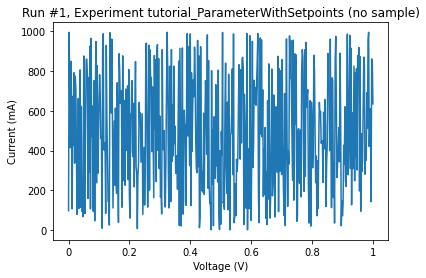 Run #1, Experiment tutorial_ParameterWithSetpoints (no sample)
1000
800
600
400
200
0
Current (mA)
0 0.2 0.4 0.6 0.8 1
Voltage (V)